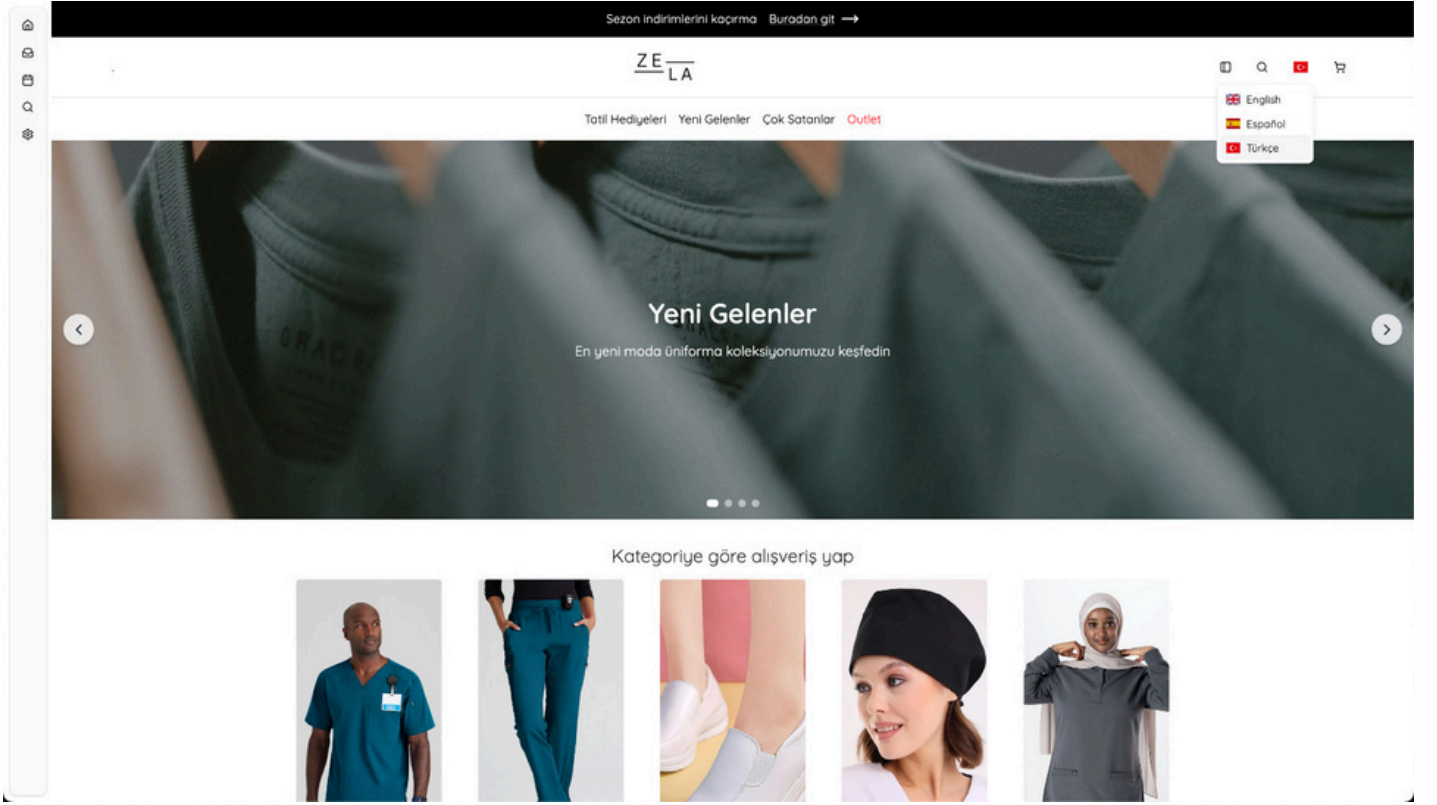 Sezon indirimlerini kaçırma Buradan git →
ZE
LA
English
Español
Türkçe
Tatil Hediyeleri Yeni Gelenler Çok Satanlar Outlet
Yeni Gelenler
En yeni moda üniforma koleksiyonumuzu keşfedin
Kategoriye göre alışveriş yap